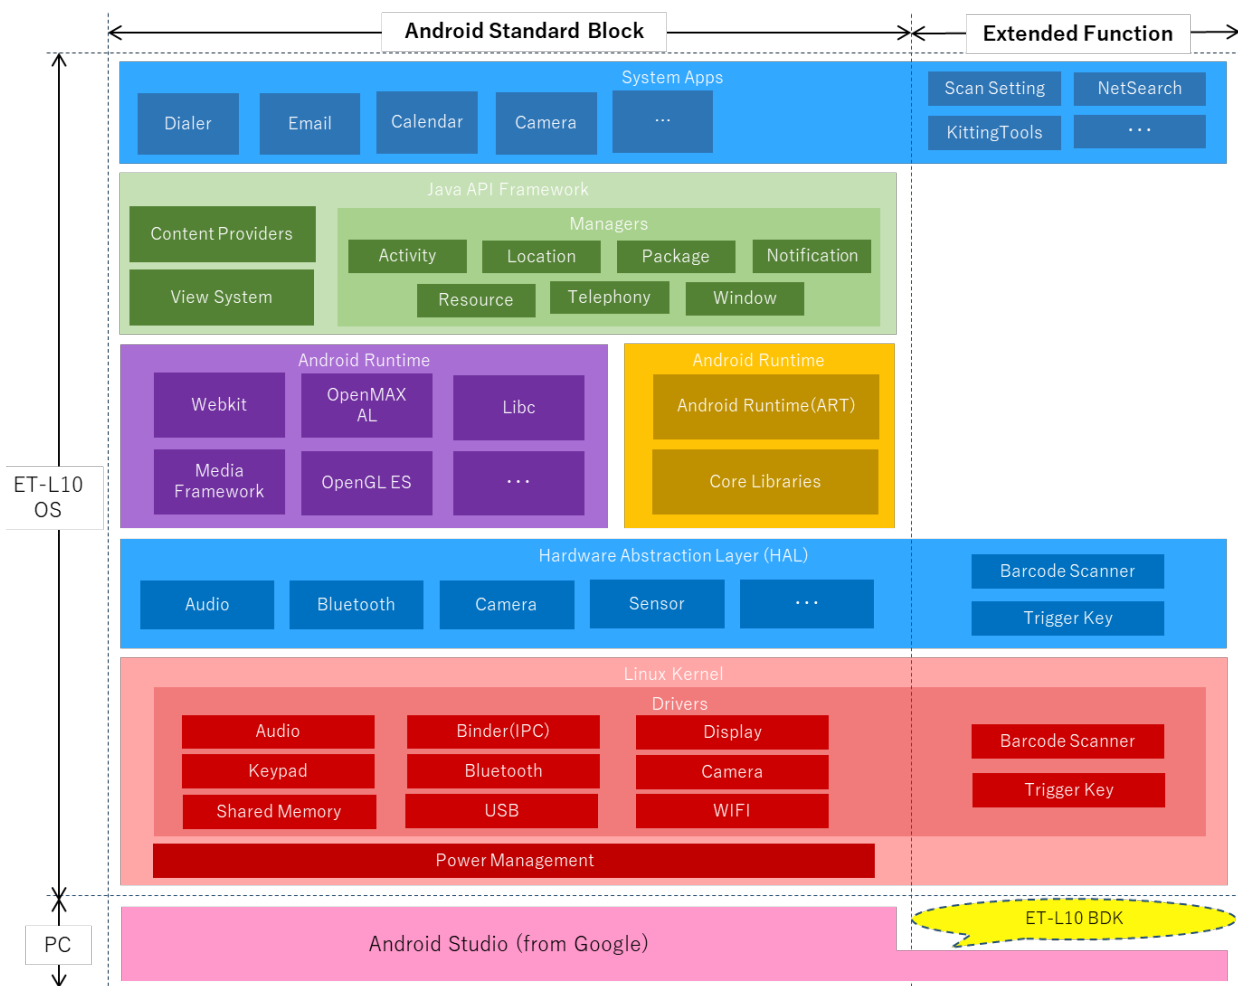 Android Standard Block
Extended Function
System Apps
Dialer
Email
Calendar
Camera
...
Scan Setting
NetSearch
KittingTools
･･･
Java API Framework
Content Providers
View System
Managers
Activity
Location
Package
Notification
Resource
Telephony
Window
Android Runtime
Webkit
OpenMAX
AL
Libc
Media
Framework
OpenGL ES
･･･
Android Runtime
Android Runtime(ART)
Core Libraries
ET-L10
OS
Hardware Abstraction Layer (HAL)
Audio
Bluetooth
Camera
Sensor
･･･
Barcode Scanner
Trigger Key
Linux Kernel
Drivers
Audio
Binder(IPC)
Display
Keypad
Bluetooth
Camera
Shared Memory
USB
WIFI
Barcode Scanner
Trigger Key
Power Management
PC
Android Studio (from Google)
ET-L10 BDK